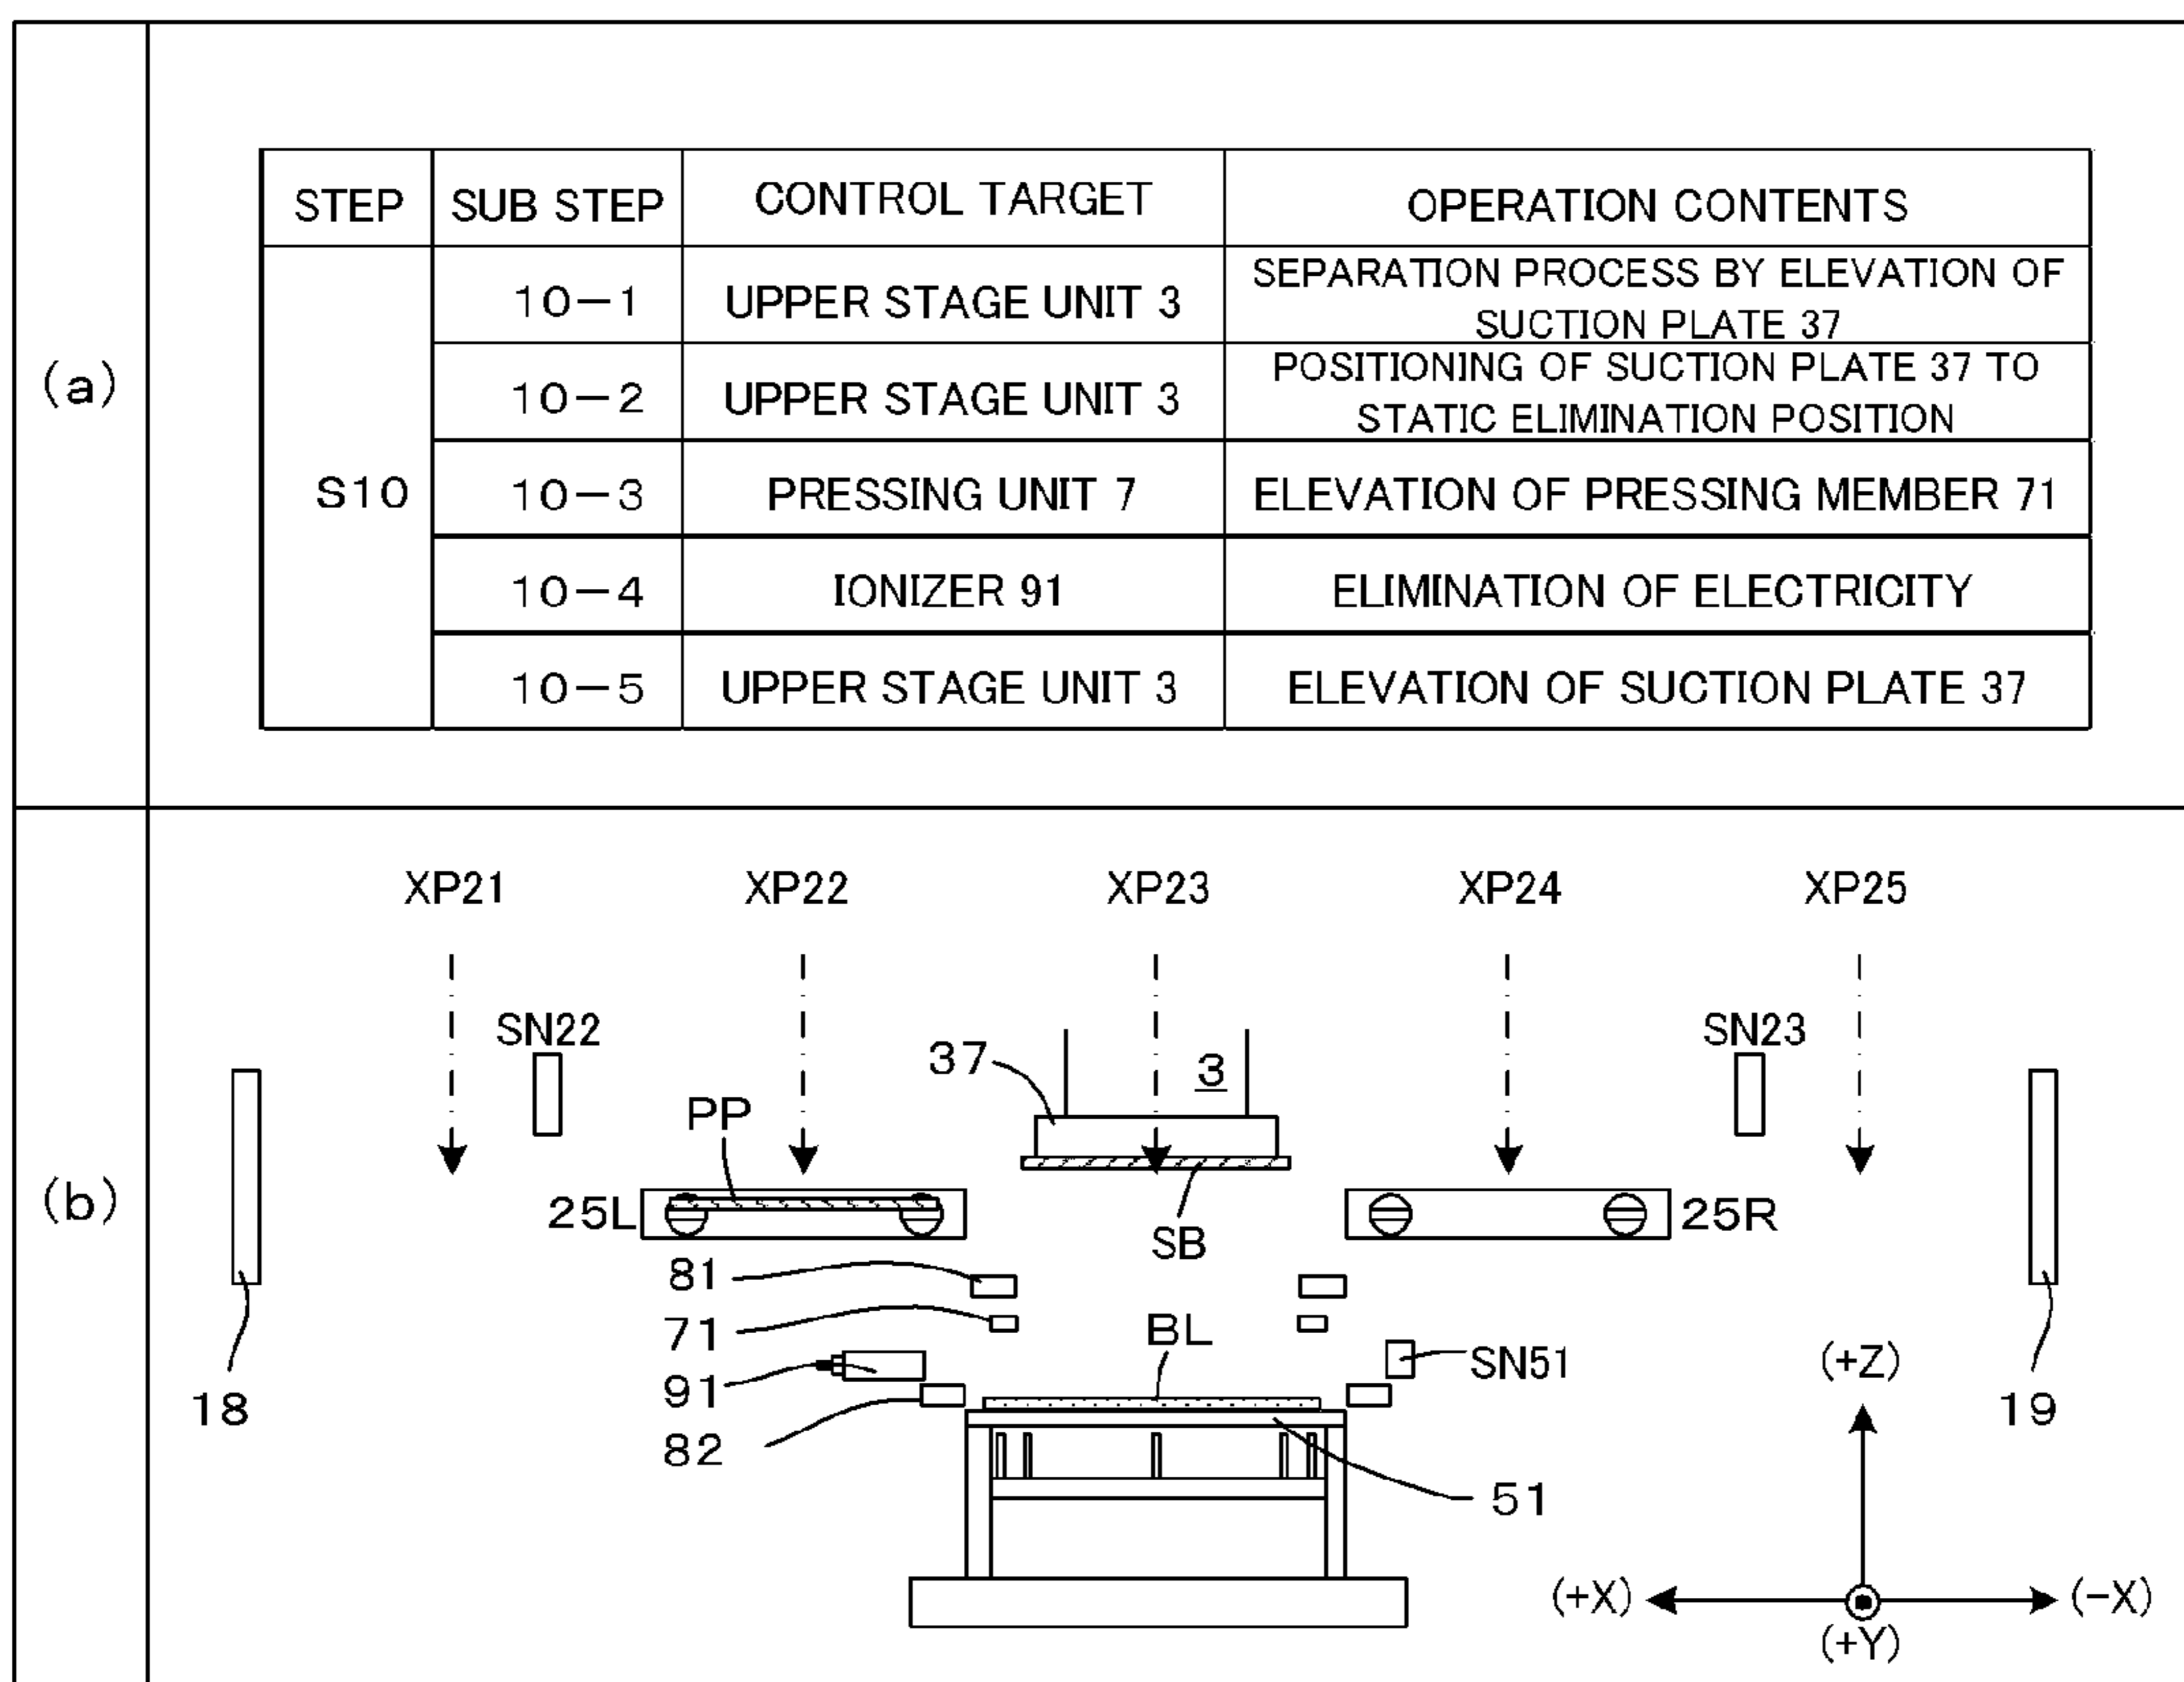 (a)
STEP SUB STEP CONTROL TARGET OPERATION CONTENTS
S10
10-1 UPPER STAGE UNIT 3 SEPARATION PROCESS BY ELEVATION OF
SUCTION PLATE 37
10-2 UPPER STAGE UNIT 3 POSITIONING OF SUCTION PLATE 37 TO
STATIC ELIMINATION POSITION
10-3 PRESSING UNIT 7 ELEVATION OF PRESSING MEMBER 71
10-4 IONIZER 91 ELIMINATION OF ELECTRICITY
10-5 UPPER STAGE UNIT 3 ELEVATION OF SUCTION PLATE 37
(b)
XP21 XP22 XP23 XP24 XP25
SN22 SN23
37 3
PP
25L SB 25R
81
71 BL
91 SN51 (+Z)
18 19
82
51
(+X) (-X)
(+Y)